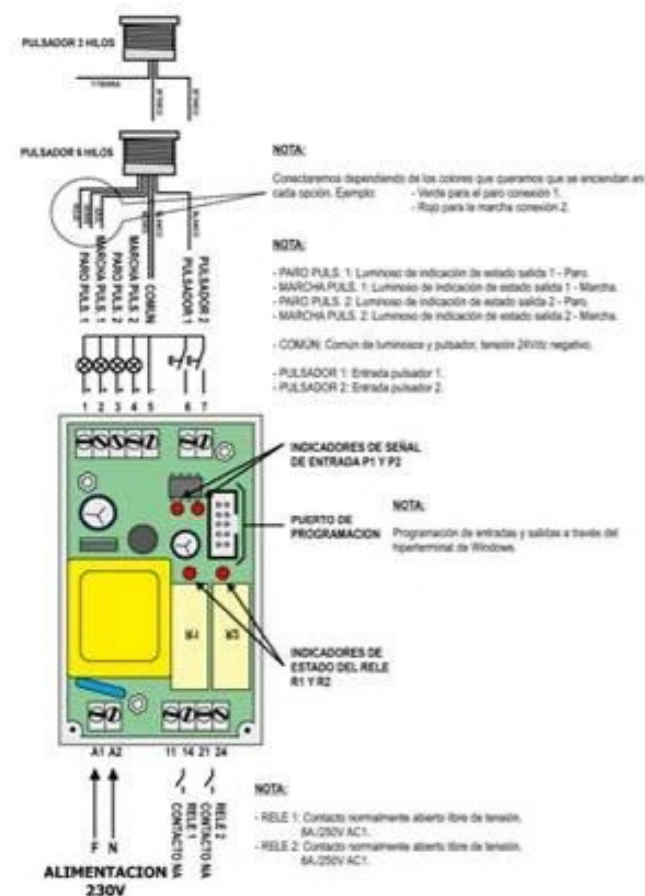 PULSADOR 3 HILOS
PULSADOR 6 HILOS
NOTA:
Conectaremos dependiendo de los colores que queramos que se enciendan en
cada opción. Ejemplo: - Verde para el paro conexión 1.
- Rojo para la marcha conexión 2.
PARO PULS. 1
MARCHA PULS. 1
PARO PULS. 2
MARCHA PULS. 2
COMÚN
PULSADOR 1
PULSADOR 2
NOTA:
- PARO PULS. 1: Luminoso de indicación de estado salida 1 - Paro.
- MARCHA PULS. 1: Luminoso de indicación de estado salida 1 - Marcha.
- PARO PULS. 2: Luminoso de indicación de estado salida 2 - Paro.
- MARCHA PULS. 2: Luminoso de indicación de estado salida 2 - Marcha.
- COMÚN: Común de luminosos y pulsador, tensión 24Vdc negativo.
- PULSADOR 1: Entrada pulsador 1.
- PULSADOR 2: Entrada pulsador 2.
1 2 3 4 5 6 7
INDICADORES DE SEÑAL
DE ENTRADA P1 Y P2
PUERTO DE
PROGRAMACION
NOTA:
Programación de entradas y salidas a través del
hiperterminal de Windows.
R1 R2
INDICADORES DE
ESTADO DEL RELE
R1 Y R2
A1 A2 11 14 21 24
RELE 1
CONTACTO NA
RELE 2
CONTACTO NA
F N
ALIMENTACION
230V
NOTA:
- RELE 1: Contacto normalmente abierto libre de tensión.
/250V AC1.
- RELE 2: Contacto normalmente abierto libre de tensión.
/250V AC1.